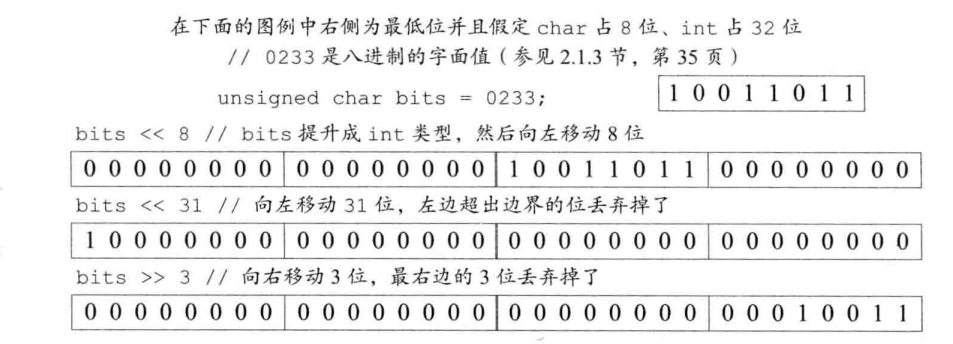 在下面的图例中右侧为最低位并且假定 char 占 8 位、int 占 32 位
// 0233 是八进制的字面值(参见 2.1.3 节，第 35 页)
unsigned char bits = 0233; 1 0 0 1 1 0 1 1
bits << 8 // bits 提升成 int 类型，然后向左移动 8 位
0 0 0 0 0 0 0 0 0 0 0 0 0 0 0 0 1 0 0 1 1 0 1 1 0 0 0 0 0 0 0 0
bits << 31 // 向左移动 31 位，左边超出边界的位丢弃掉了
1 0 0 0 0 0 0 0 0 0 0 0 0 0 0 0 0 0 0 0 0 0 0 0 0 0 0 0 0 0 0 0
bits >> 3 // 向右移动 3 位，最右边的 3 位丢弃掉了
0 0 0 0 0 0 0 0 0 0 0 0 0 0 0 0 0 0 0 0 0 0 0 0 0 0 0 1 0 0 1 1